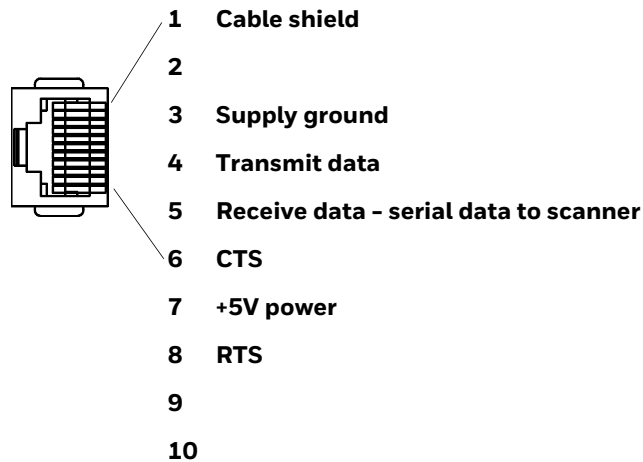 1 Cable shield
2
3 Supply ground
4 Transmit data
5 Receive data – serial data to scanner
6 CTS
7 +5V power
8 RTS
9
10